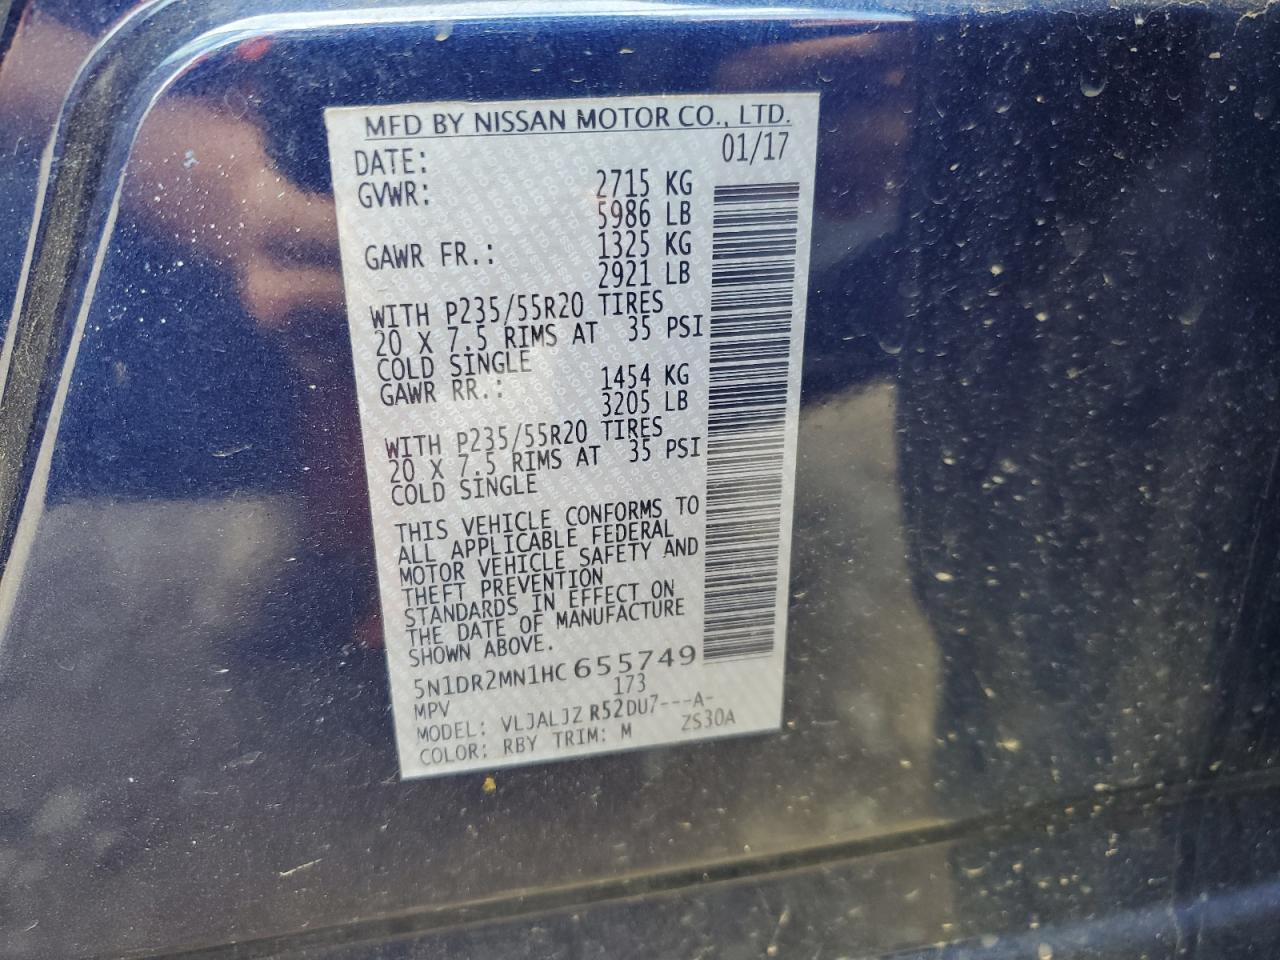 MFD BY NISSAN MOTOR CO., LTD.
DATE: 01/17
GVWR: 2715 KG
5986 LB
GAWR FR.: 1325 KG
2921 LB
WITH P235/55R20 TIRES
20 X 7.5 RIMS AT 35 PSI
COLD SINGLE
GAWR RR.: 1454 KG
3205 LB
WITH P235/55R20 TIRES
20 X 7.5 RIMS AT 35 PSI
COLD SINGLE
THIS VEHICLE CONFORMS TO
ALL APPLICABLE FEDERAL
MOTOR VEHICLE SAFETY AND
THEFT PREVENTION
STANDARDS IN EFFECT ON
THE DATE OF MANUFACTURE
SHOWN ABOVE.
5N1DR2MN1HC655749
MPV 173
MODEL: VLJALJZ R52DU7---A-
COLOR: RBY TRIM: M ZS30A